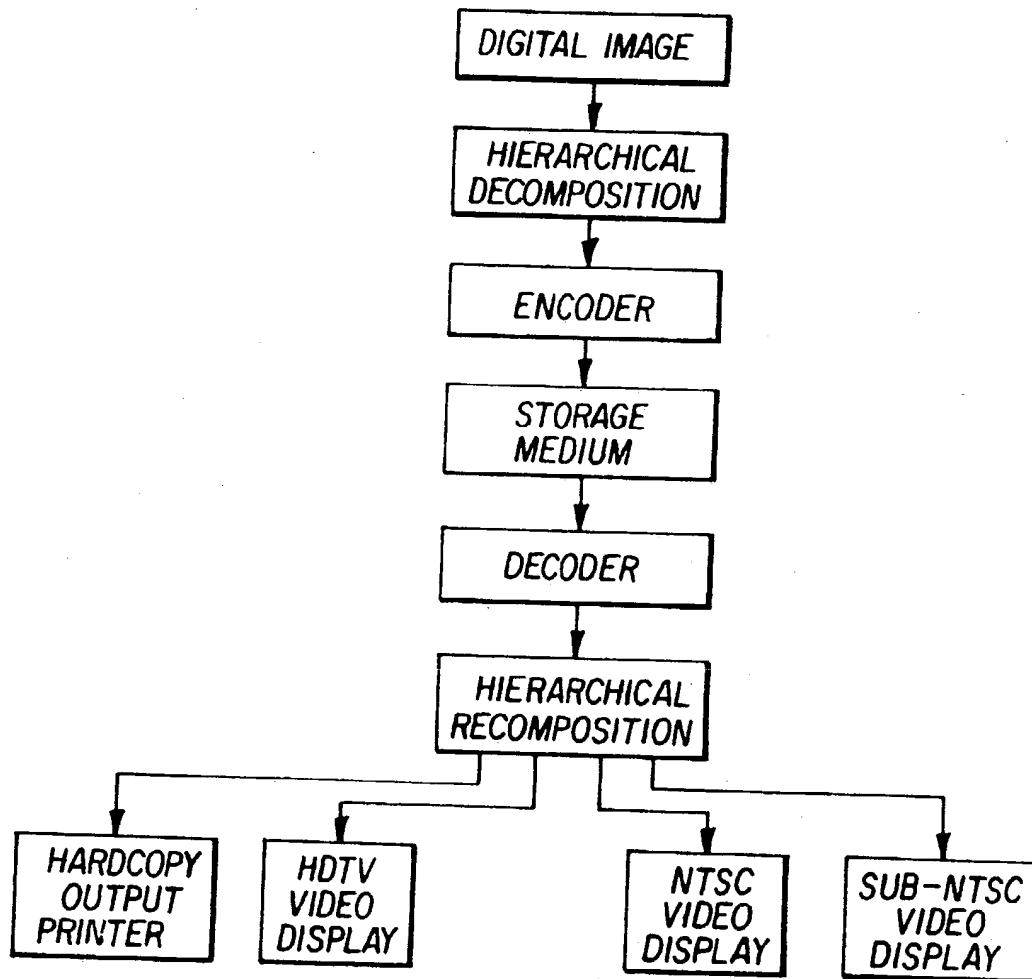 DIGITAL IMAGE
HIERARCHICAL
DECOMPOSITION
ENCODER
STORAGE
MEDIUM
DECODER
HIERARCHICAL
RECOMPOSITION
HARDCOPY
OUTPUT
PRINTER
HDTV
VIDEO
DISPLAY
NTSC
VIDEO
DISPLAY
SUB-NTSC
VIDEO
DISPLAY